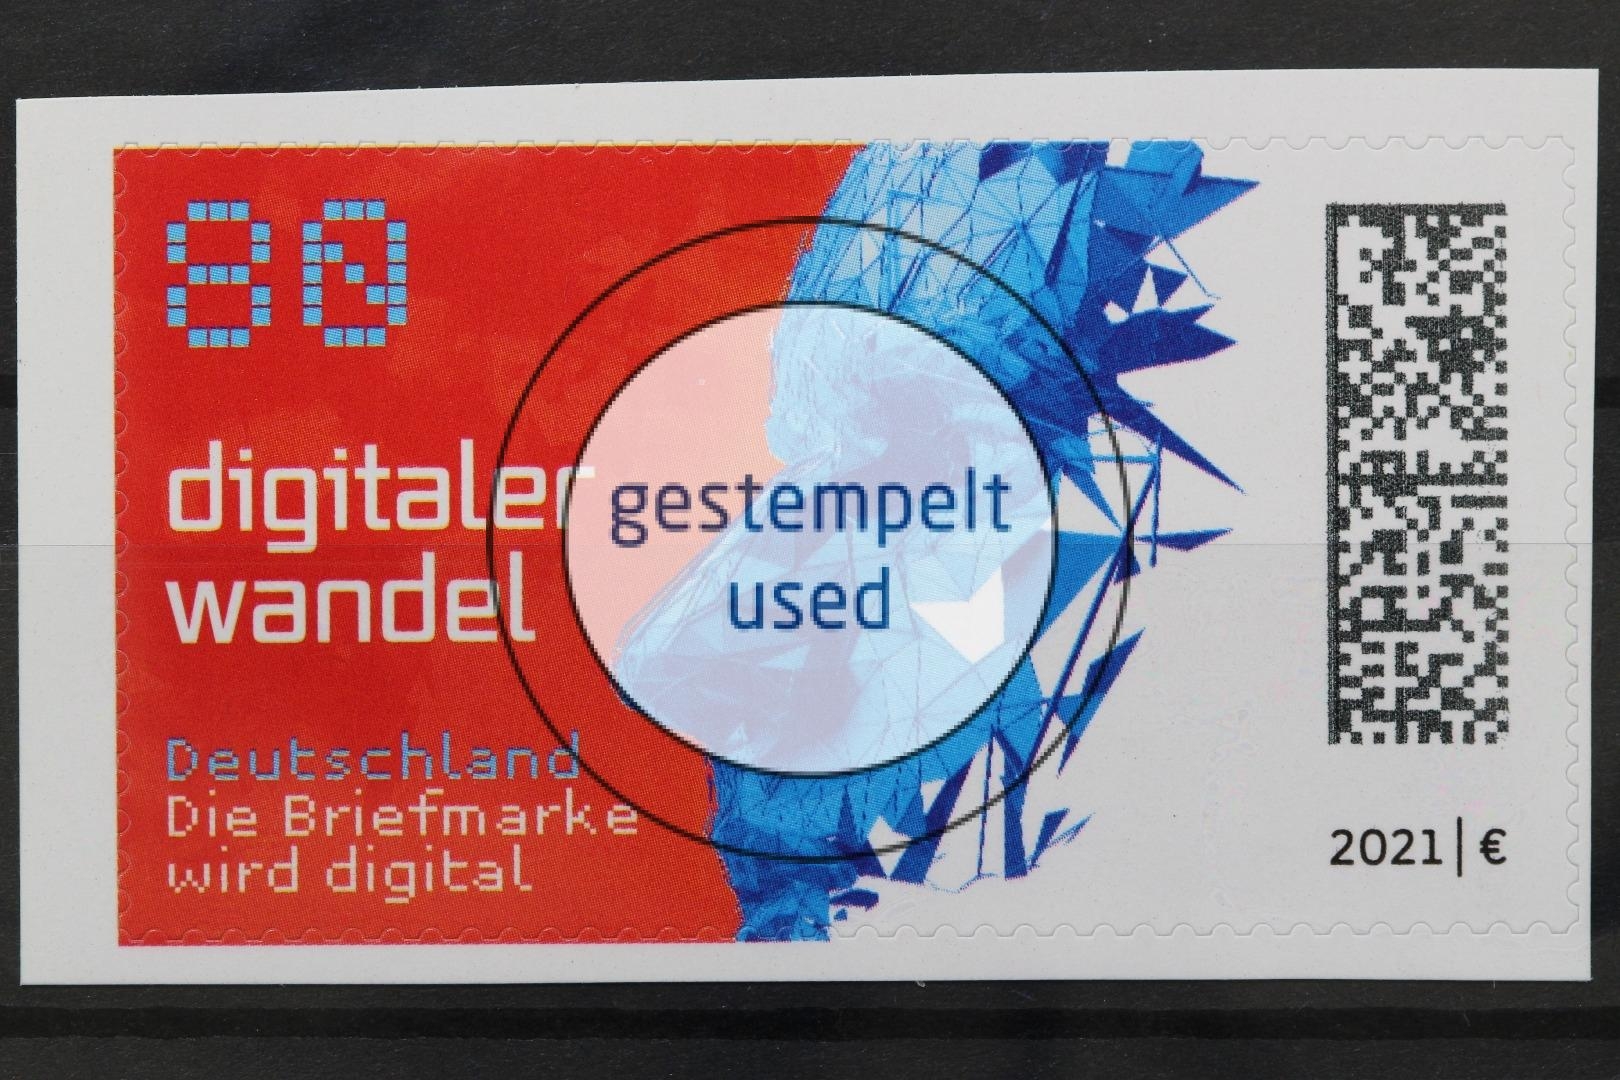 80
digitaler
wandel
gestempelt
used
Deutschland
Die Briefmarke
wird digital
2021|€